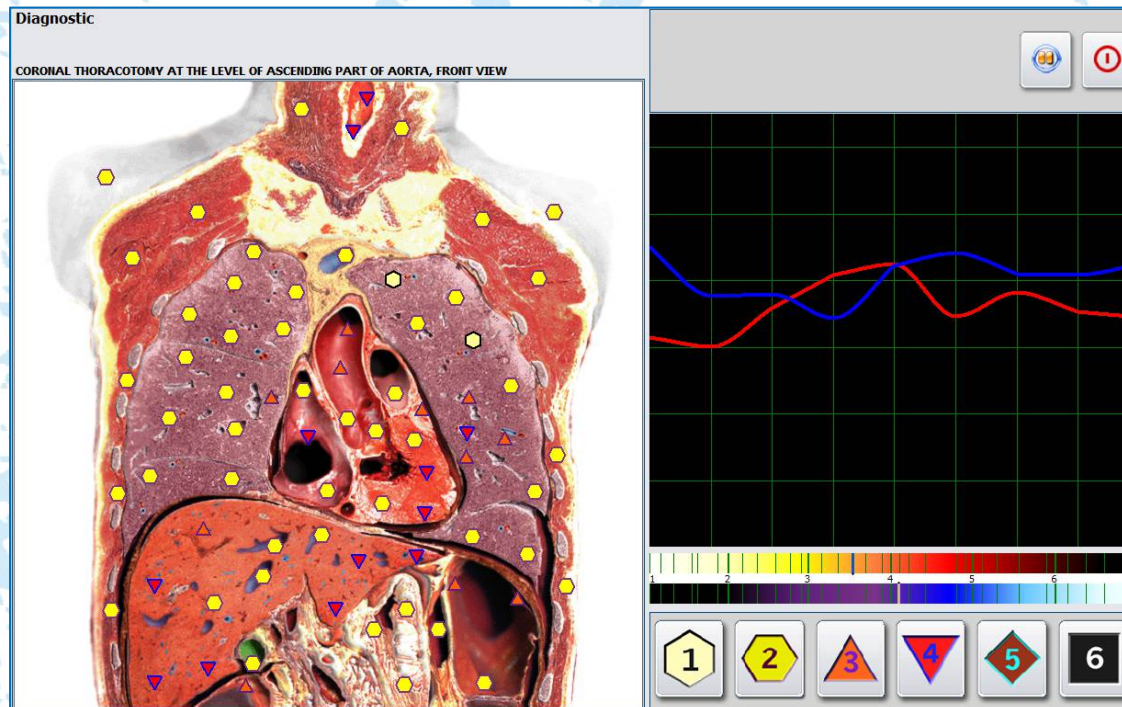 Diagnostic
CORONAL THORACOTOMY AT THE LEVEL OF ASCENDING PART OF AORTA, FRONT VIEW
1 2 3 4 5 6
1 2 3 4 5 6